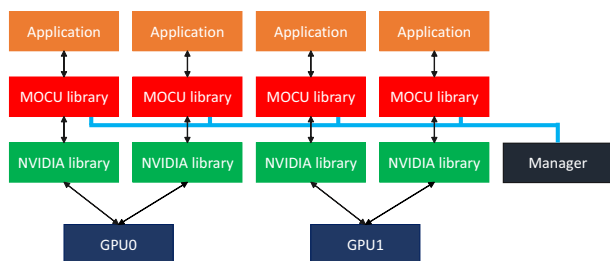 Application Application Application Application
MOCU library MOCU library MOCU library MOCU library
NVIDIA library NVIDIA library NVIDIA library NVIDIA library Manager
GPU0 GPU1